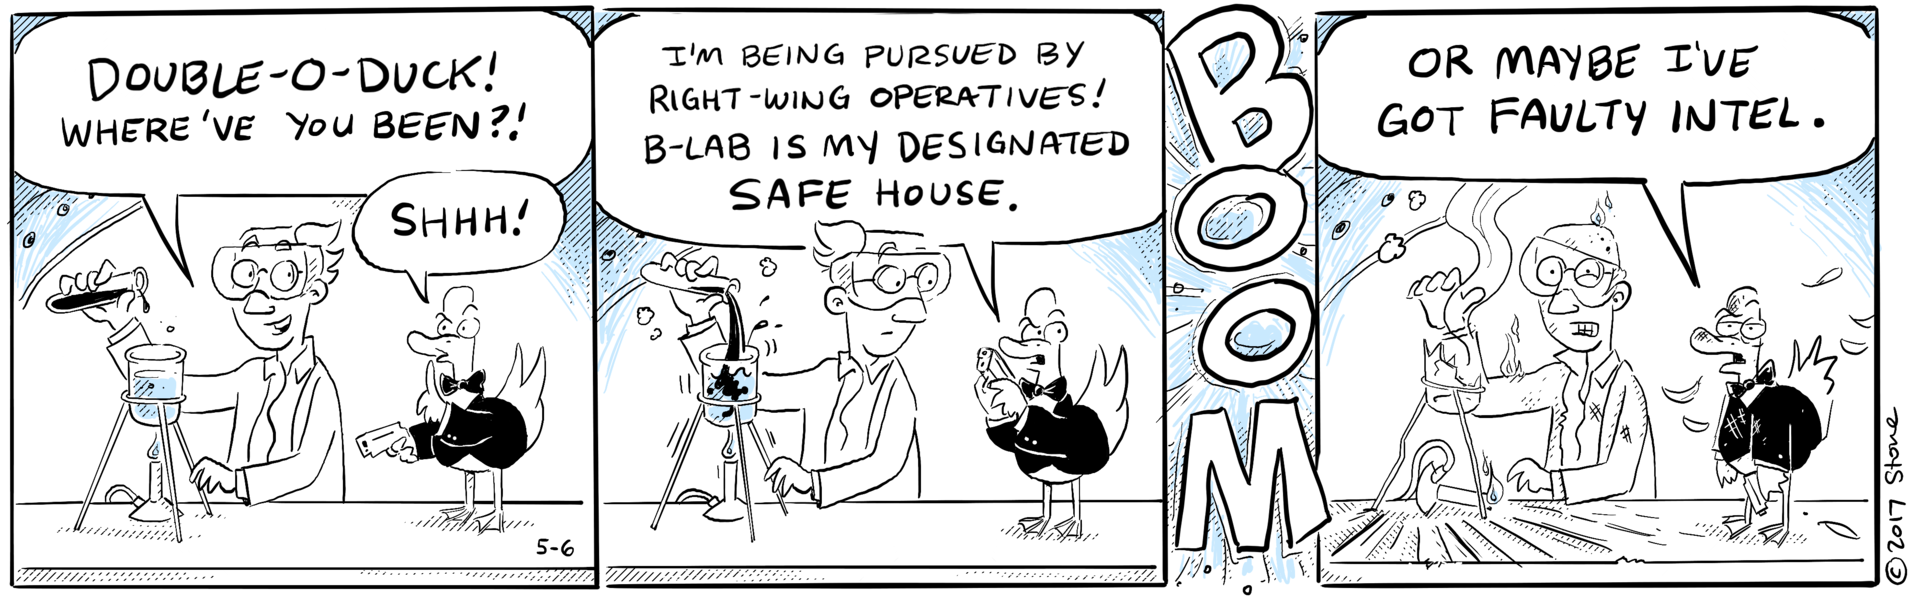 DOUBLE-O-DUCK!
WHERE'VE YOU BEEN?!
SHHH!
5-6
I'M BEING PURSUED BY
RIGHT-WING OPERATIVES!
B-LAB IS MY DESIGNATED
SAFE HOUSE.
BOOM
OR MAYBE I'VE
GOT FAULTY INTEL.
©2017 Stone